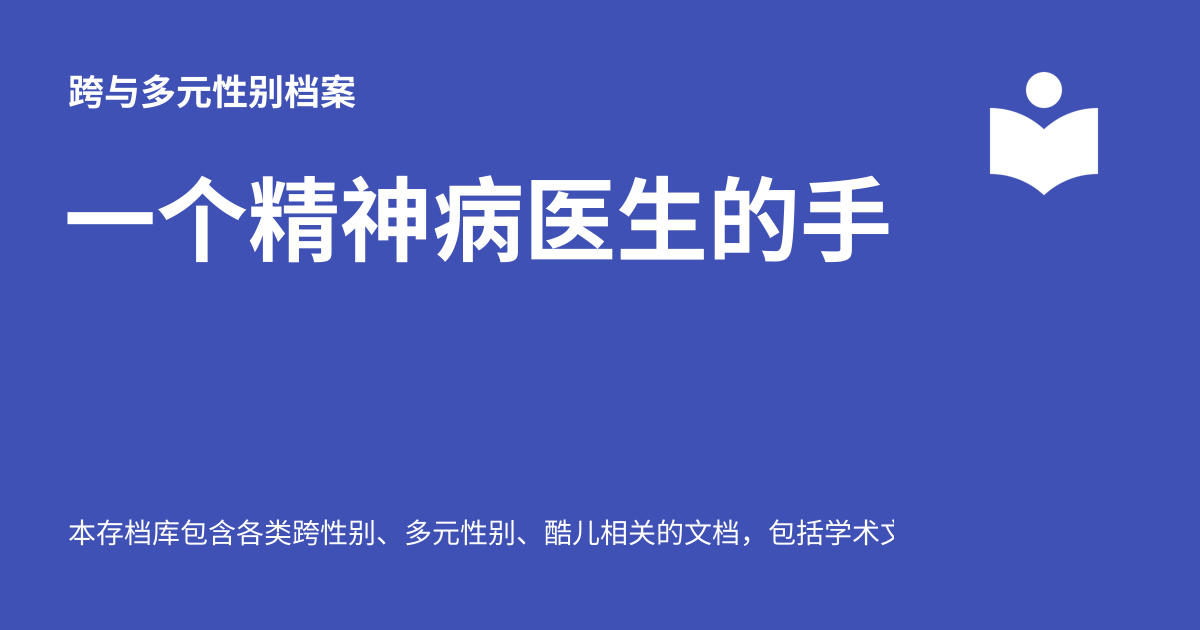 跨与多元性别档案
一个精神病医生的手
本存档库包含各类跨性别、多元性别、酷儿相关的文档，包括学术文